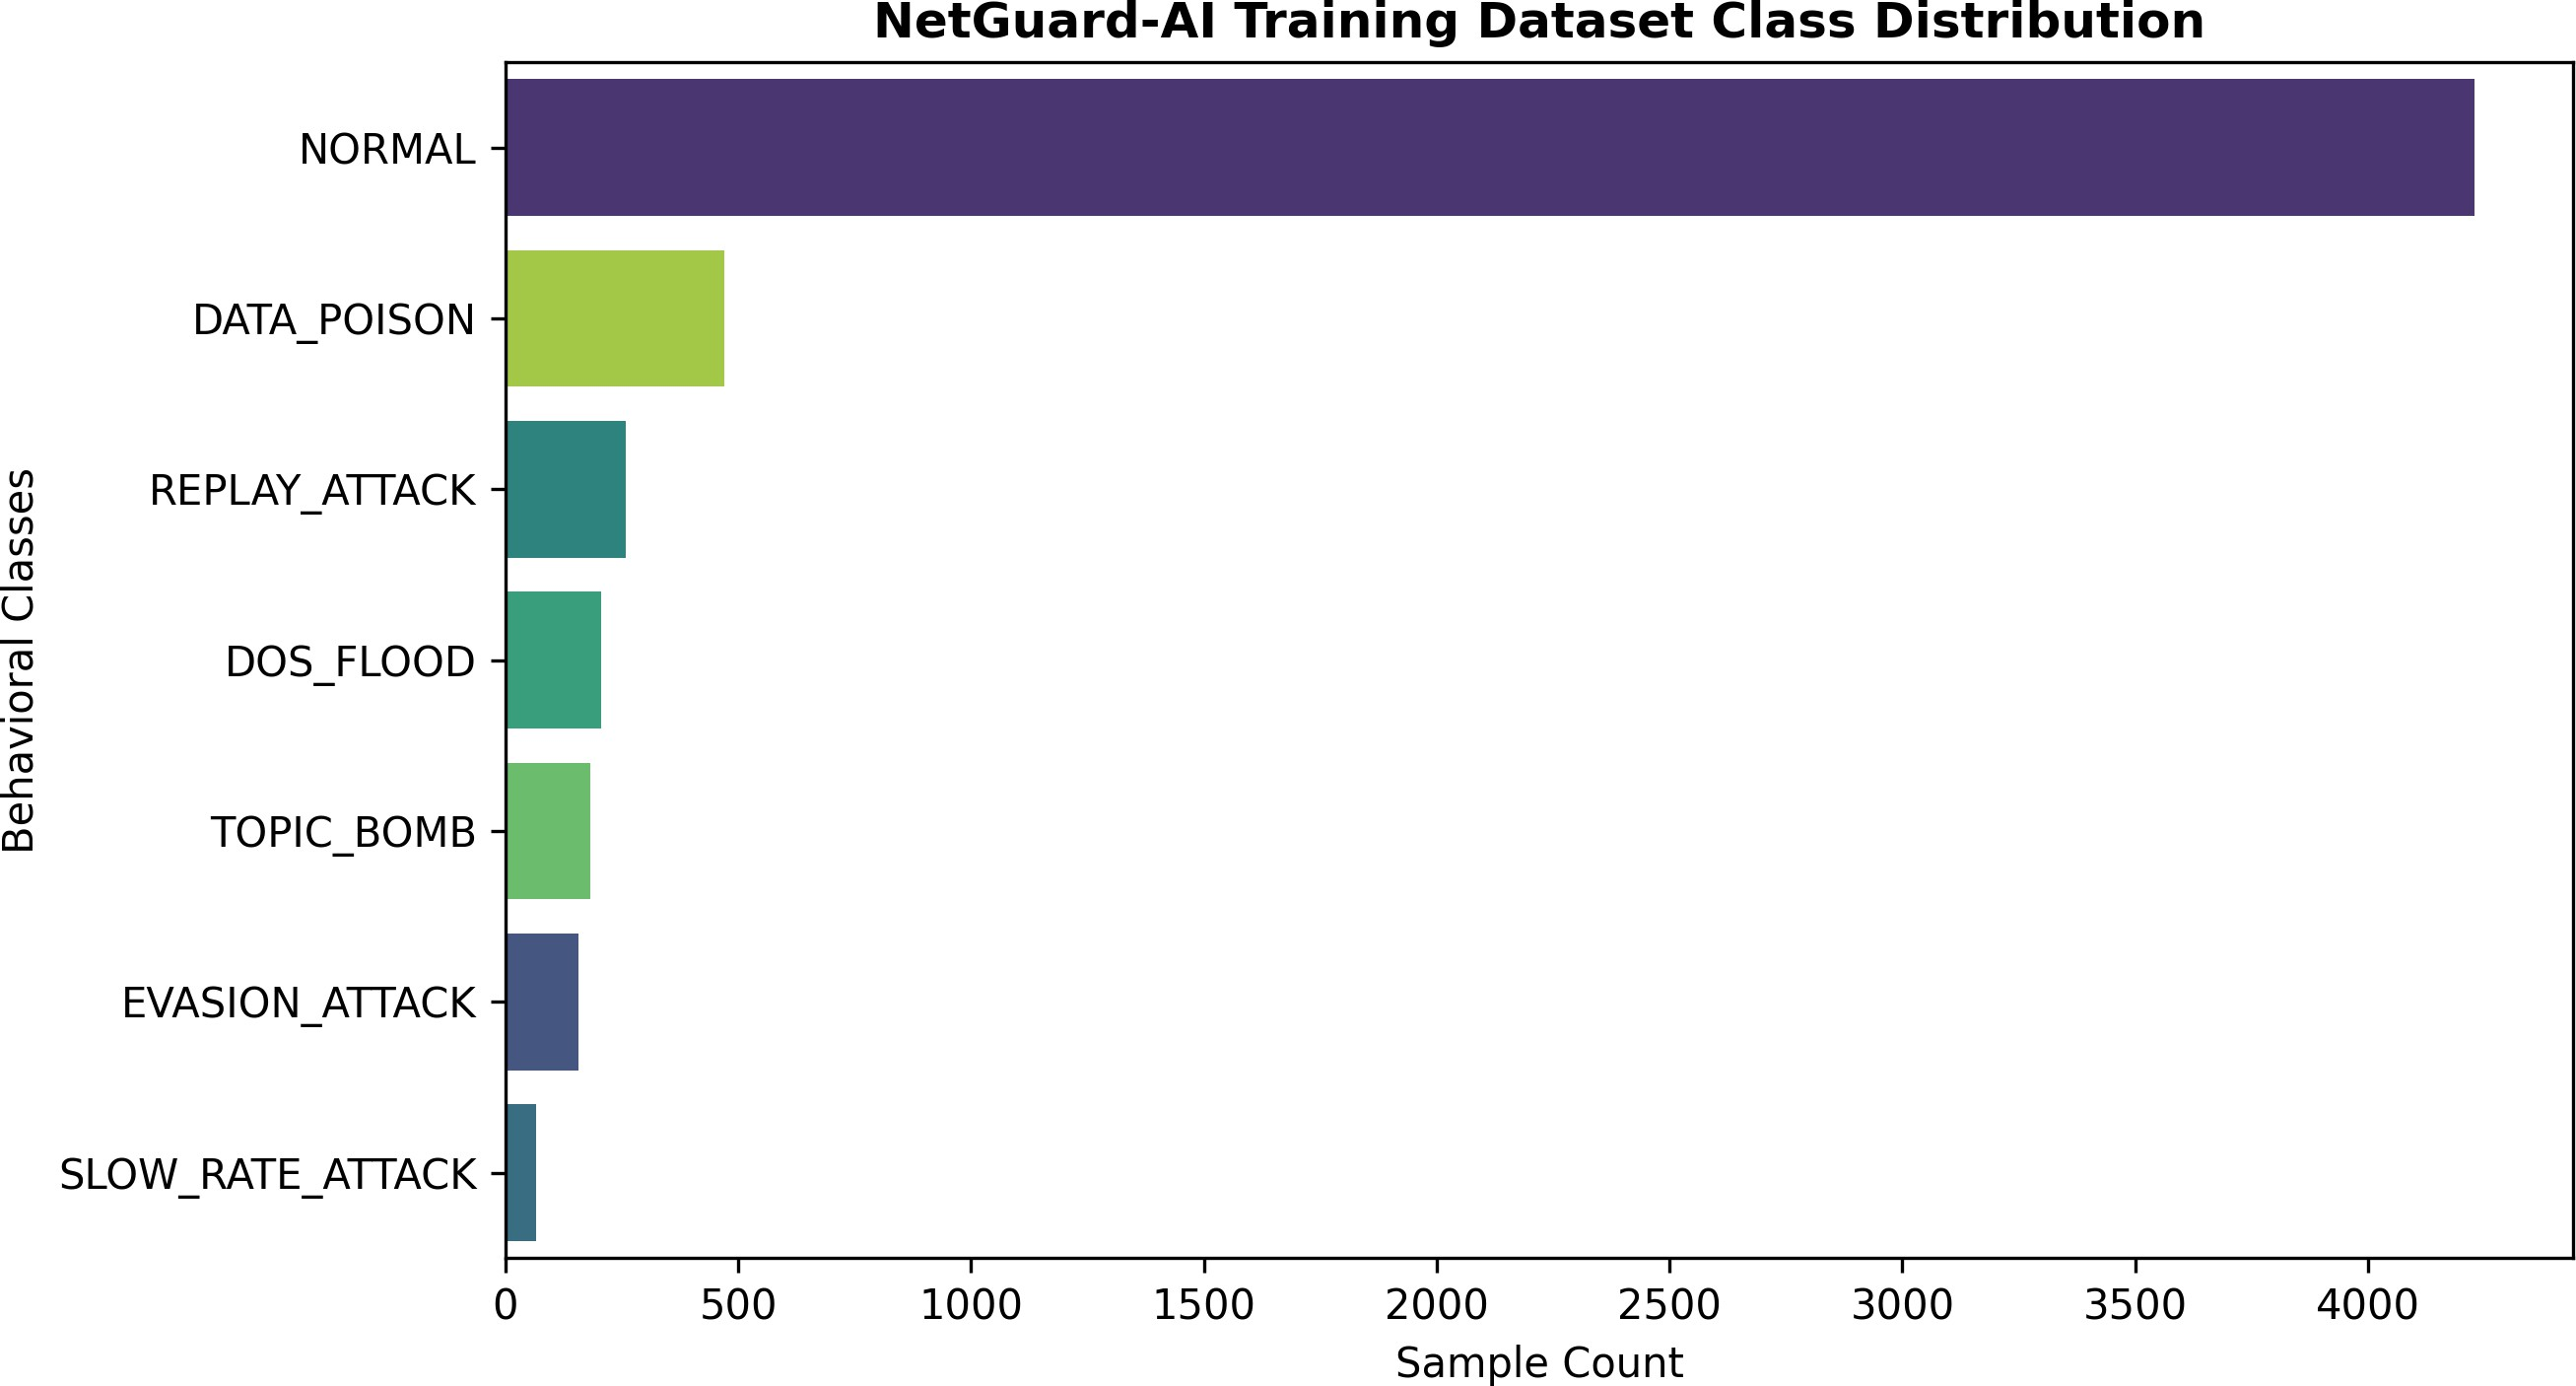 NetGuard-AI Training Dataset Class Distribution
Behavioral Classes
NORMAL
DATA_POISON
REPLAY_ATTACK
DOS_FLOOD
TOPIC_BOMB
EVASION_ATTACK
SLOW_RATE_ATTACK
0 500 1000 1500 2000 2500 3000 3500 4000
Sample Count